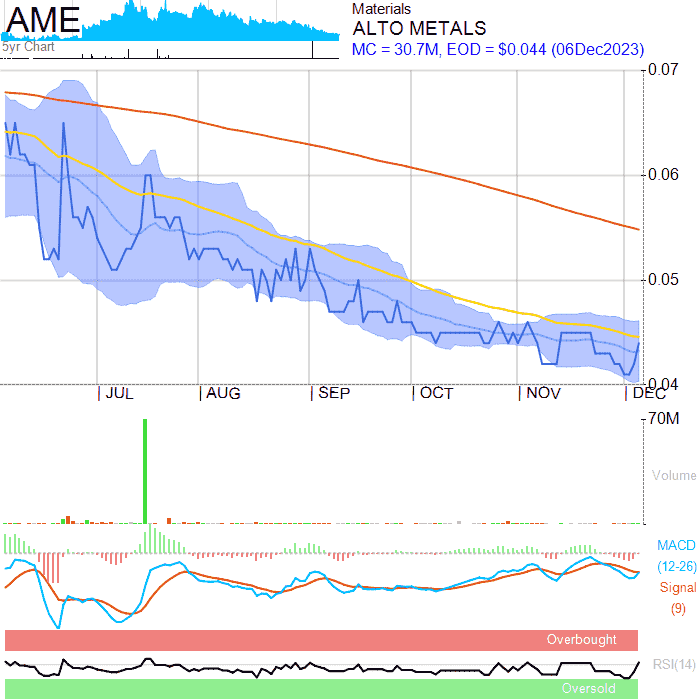 AME
5yr Chart
Materials
ALTO METALS
MC = 30.7M, EOD = $0.044 (06Dec2023)
0.07
0.06
0.05
0.04
JUL AUG SEP OCT NOV DEC
70M
Volume
MACD
(12-26)
Signal
(9)
Overbought
RSI(14)
Oversold